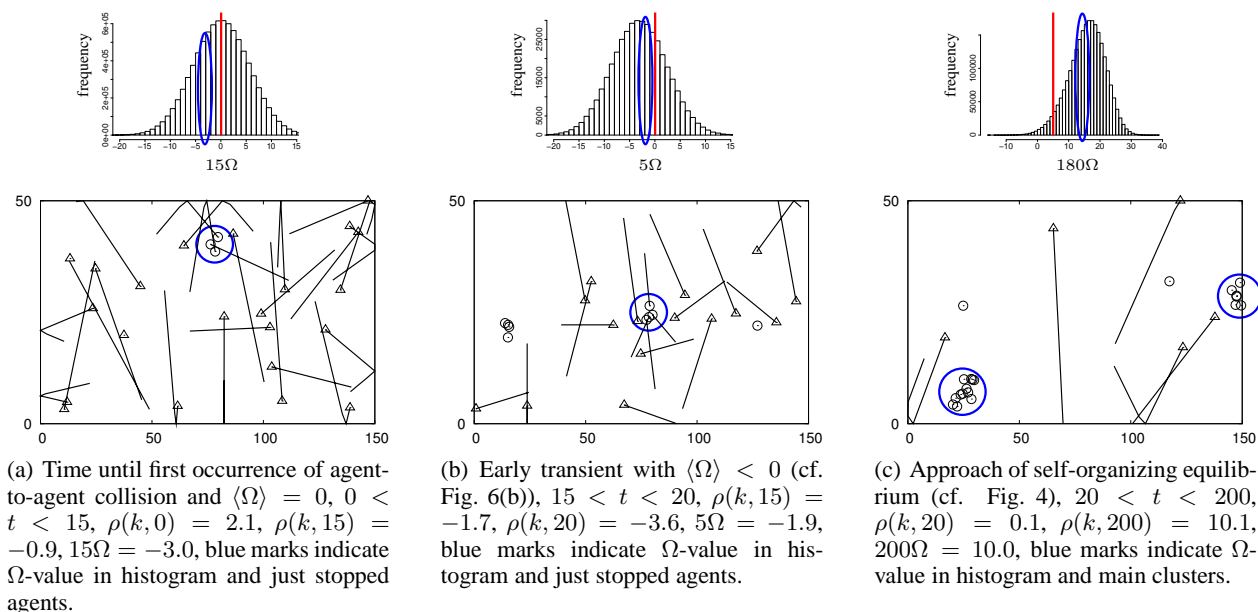 frequency
0e+00 2e+05 4e+05 6e+05 8e+05
−20 −15 −10 −5 0 5 10 15
15Ω
frequency
0 5000 15000 25000
−20 −15 −10 −5 0 5 10 15
5Ω
frequency
0 50000 100000 150000
−10 0 10 20 30 40
180Ω
50
0
0 50 100 150
50
0
0 50 100 150
50
0
0 50 100 150
(a) Time until first occurrence of agent-
to-agent collision and ⟨Ω⟩ = 0, 0 <
t < 15, ρ(k, 0) = 2.1, ρ(k, 15) =
−0.9, 15Ω = −3.0, blue marks indicate
Ω-value in histogram and just stopped
agents.
(b) Early transient with ⟨Ω⟩ < 0 (cf.
Fig. 6(b)), 15 < t < 20, ρ(k, 15) =
−1.7, ρ(k, 20) = −3.6, 5Ω = −1.9,
blue marks indicate Ω-value in his-
togram and just stopped agents.
(c) Approach of self-organizing equilib-
rium (cf. Fig. 4), 20 < t < 200,
ρ(k, 20) = 0.1, ρ(k, 200) = 10.1,
200Ω = 10.0, blue marks indicate Ω-
value in histogram and main clusters.